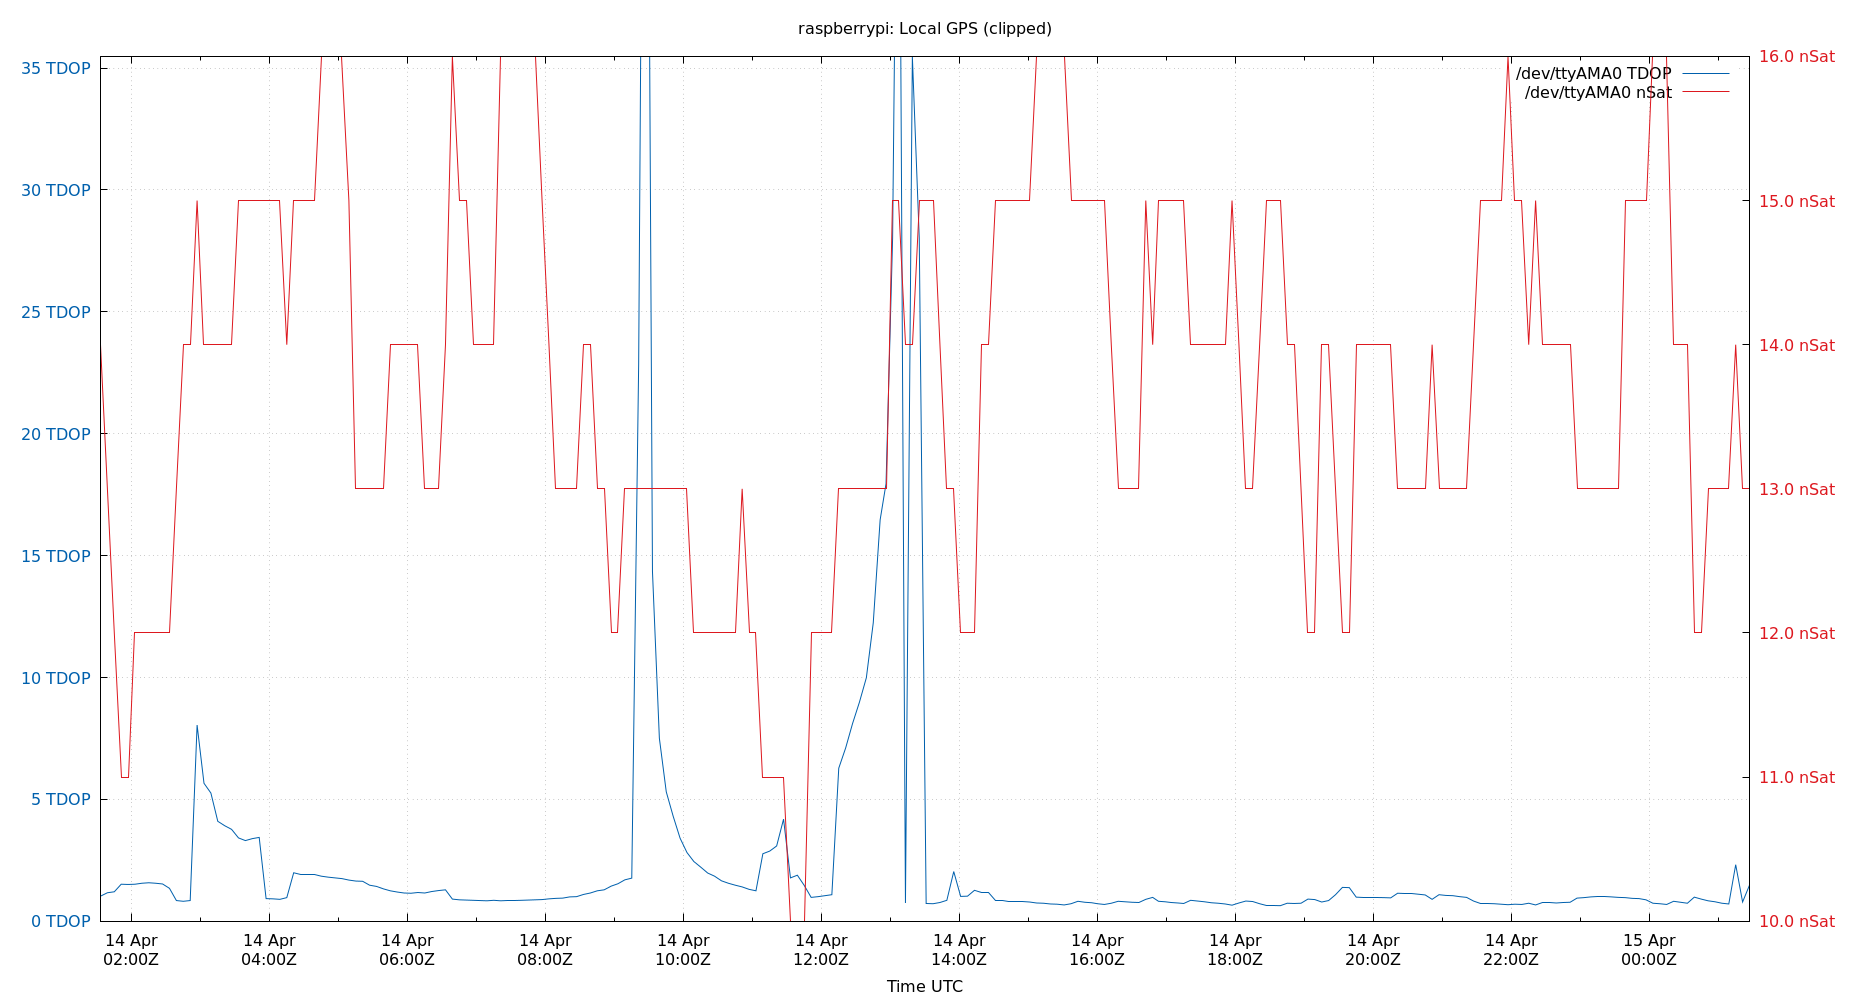 raspberrypi: Local GPS (clipped)
35 TDOP
30 TDOP
25 TDOP
20 TDOP
15 TDOP
10 TDOP
5 TDOP
0 TDOP
16.0 nSat
15.0 nSat
14.0 nSat
13.0 nSat
12.0 nSat
11.0 nSat
10.0 nSat
/dev/ttyAMA0 TDOP
/dev/ttyAMA0 nSat
14 Apr
02:00Z
14 Apr
04:00Z
14 Apr
06:00Z
14 Apr
08:00Z
14 Apr
10:00Z
14 Apr
12:00Z
14 Apr
14:00Z
14 Apr
16:00Z
14 Apr
18:00Z
14 Apr
20:00Z
14 Apr
22:00Z
15 Apr
00:00Z
Time UTC